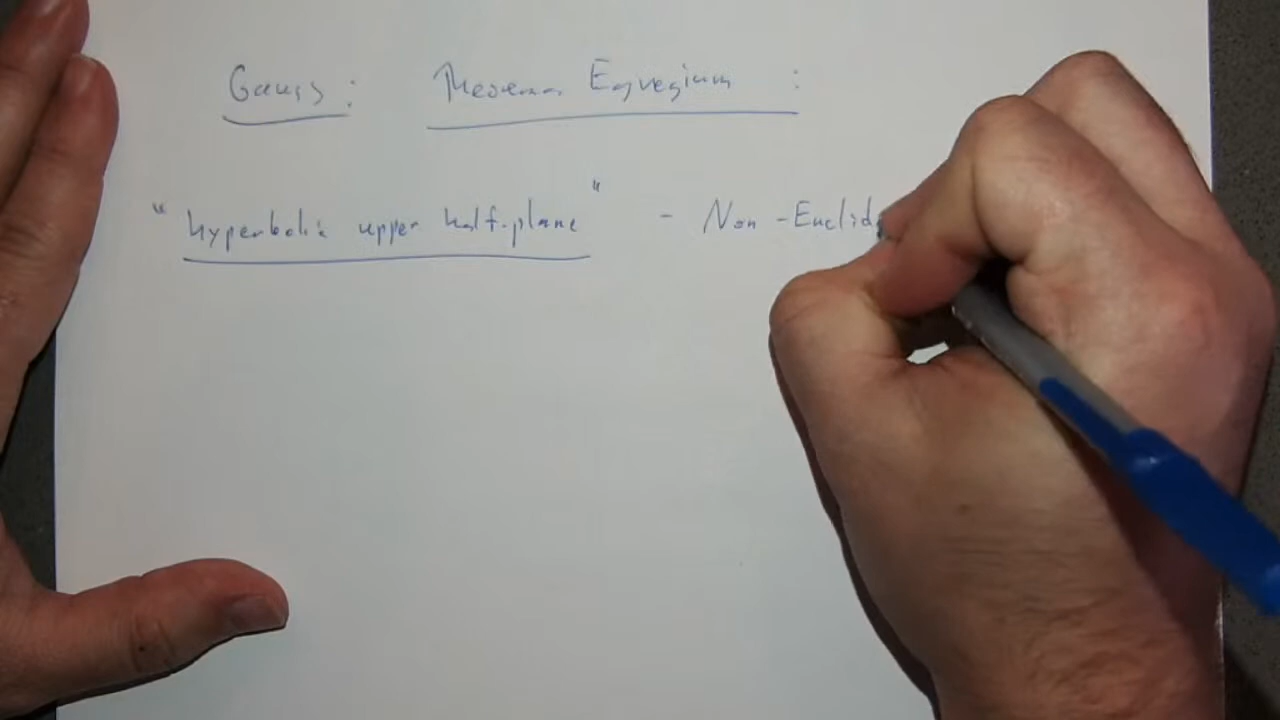 Gauss: Theorema Egregium :
"hyperbolic upper half-plane" - Non-Euclid